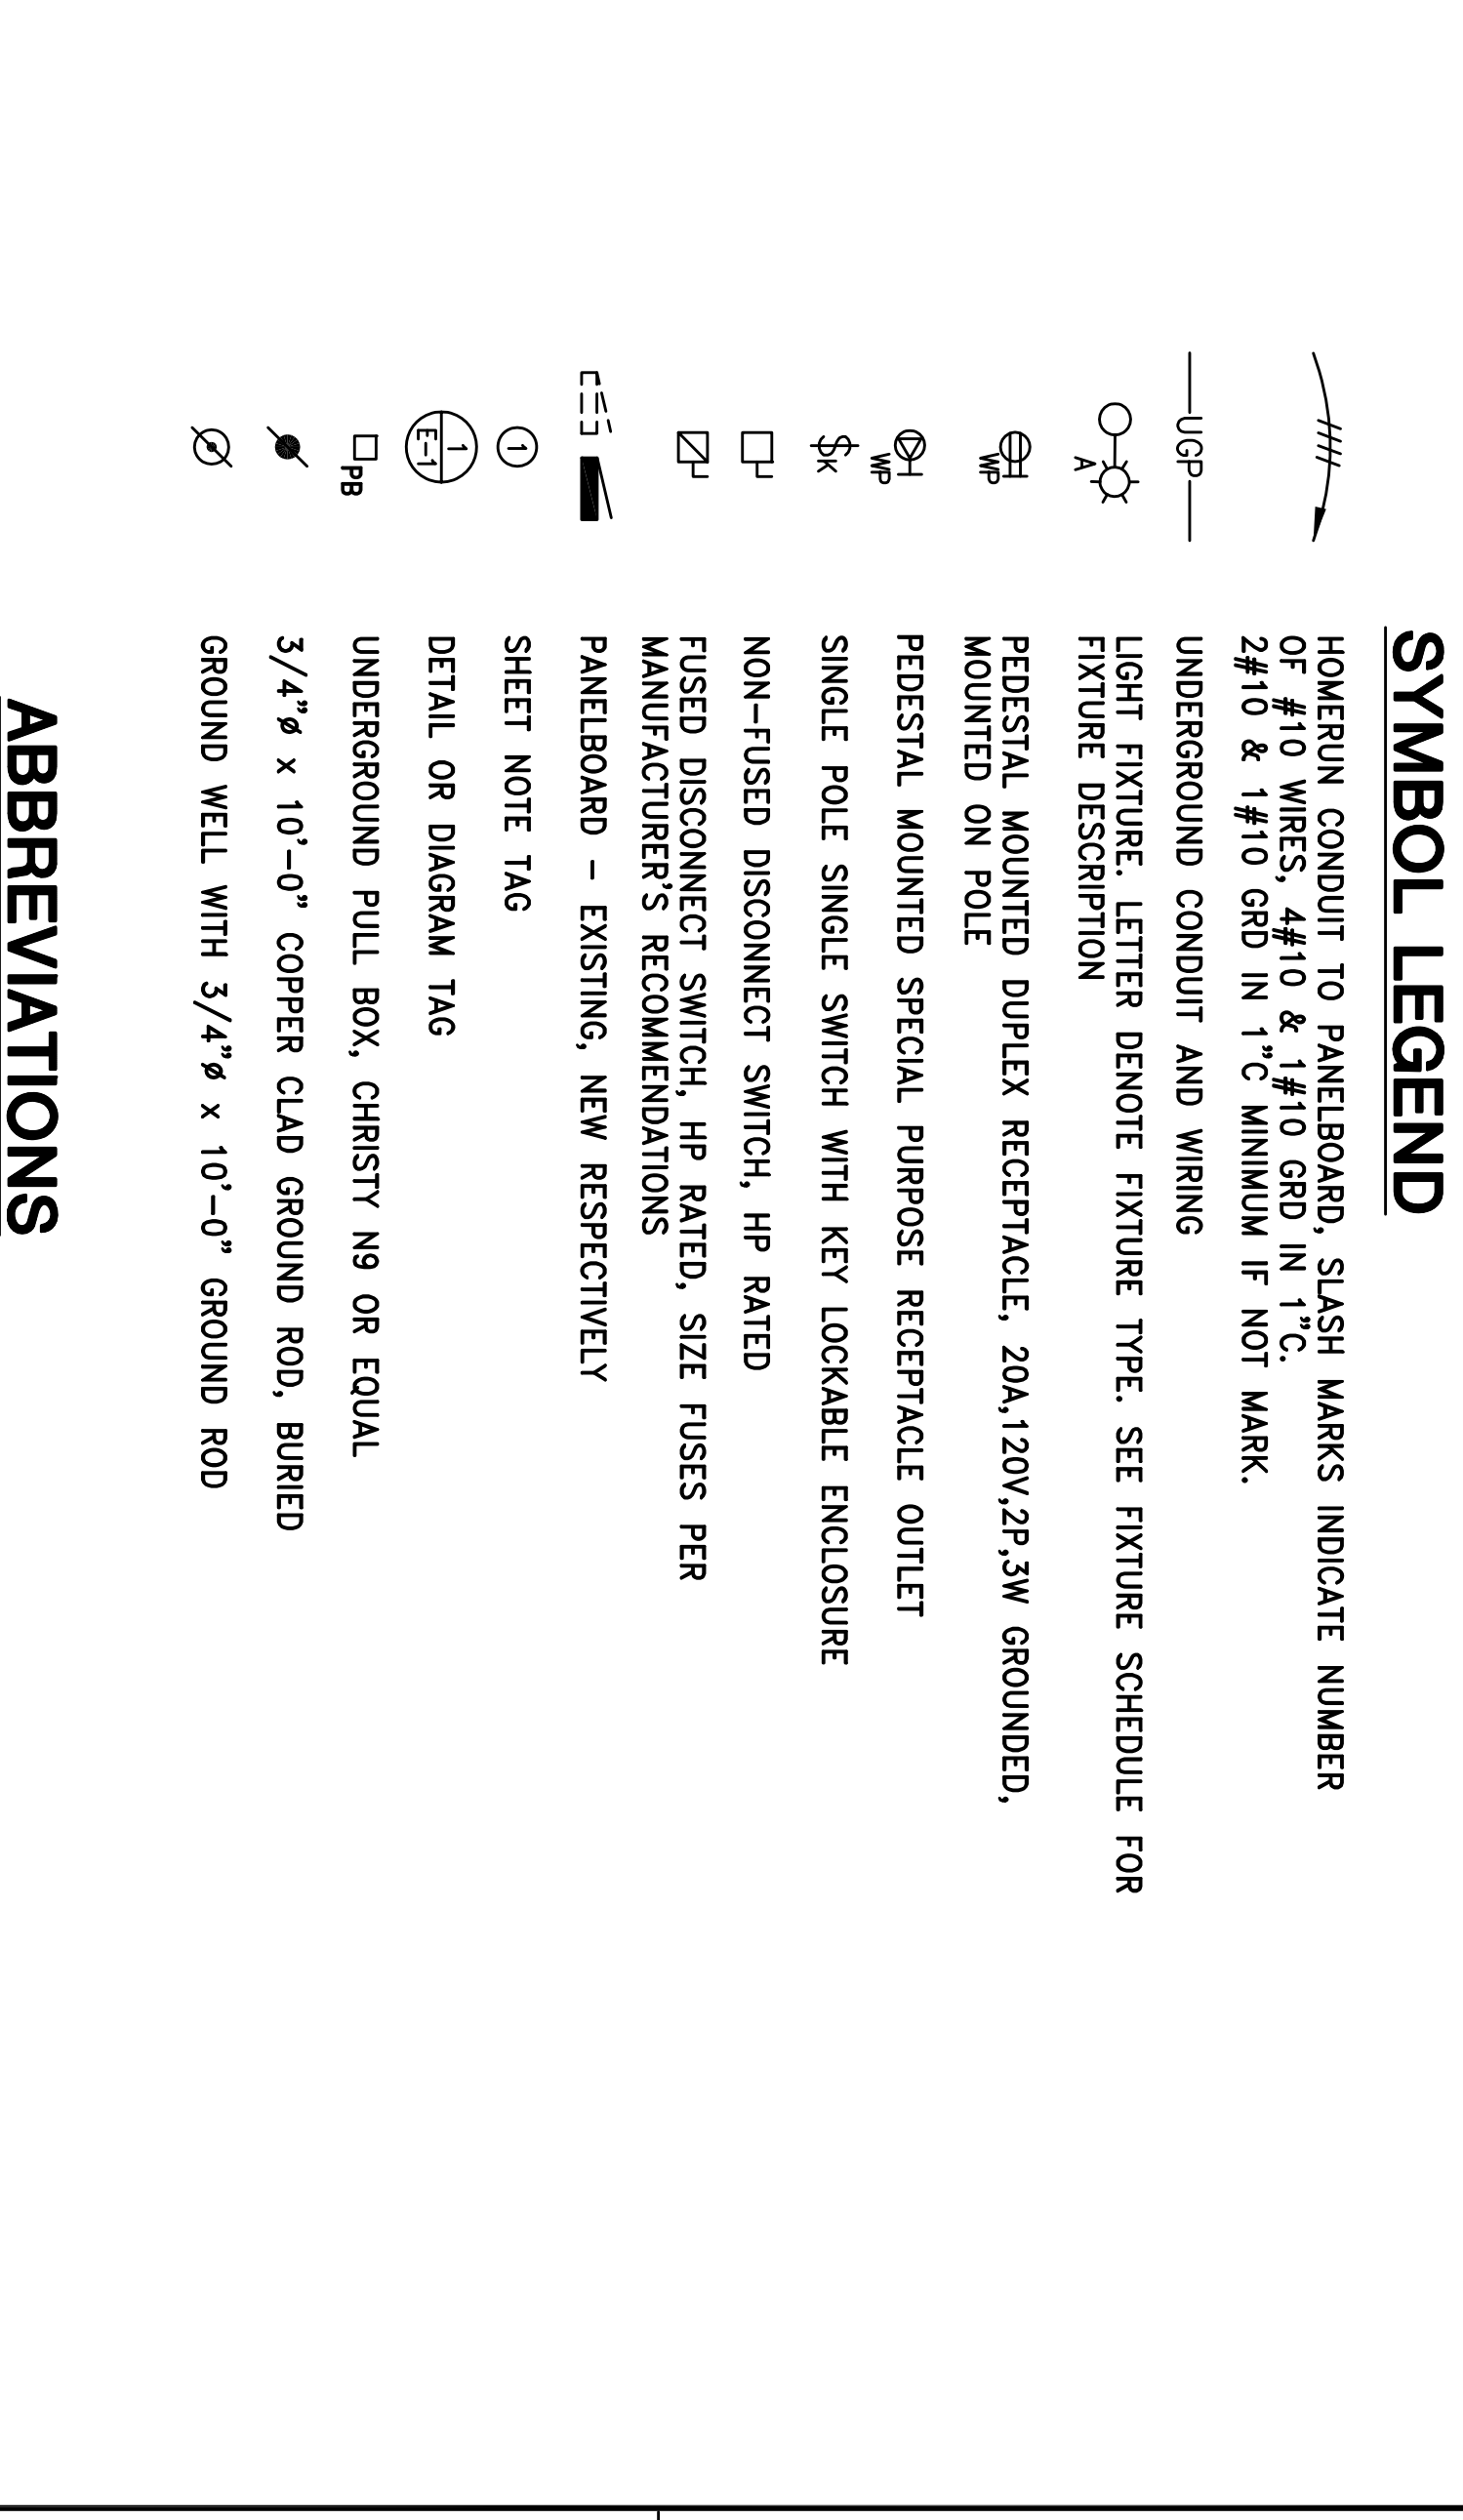 SYMBOL LEGEND
HOMERUN CONDUIT TO PANELBOARD, SLASH MARKS INDICATE NUMBER
OF #10 WIRES, 4#10 & 1#10 GRD IN 1"C.
2#10 & 1#10 GRD IN 1"C MINIMUM IF NOT MARK.
UGP
UNDERGROUND CONDUIT AND WIRING
A
LIGHT FIXTURE. LETTER DENOTE FIXTURE TYPE. SEE FIXTURE SCHEDULE FOR
FIXTURE DESCRIPTION
WP
PEDESTAL MOUNTED DUPLEX RECEPTACLE, 20A,120V,2P,3W GROUNDED,
MOUNTED ON POLE
WP
PEDESTAL MOUNTED SPECIAL PURPOSE RECEPTACLE OUTLET
$K
SINGLE POLE SINGLE SWITCH WITH KEY LOCKABLE ENCLOSURE
NON-FUSED DISCONNECT SWITCH, HP RATED
FUSED DISCONNECT SWITCH, HP RATED, SIZE FUSES PER
MANUFACTURER'S RECOMMENDATIONS
PANELBOARD - EXISTING, NEW RESPECTIVELY
1
SHEET NOTE TAG
1
E-1
DETAIL OR DIAGRAM TAG
PB
UNDERGROUND PULL BOX, CHRISTY N9 OR EQUAL
3/4"ø x 10'-0" COPPER CLAD GROUND ROD, BURIED
GROUND WELL WITH 3/4"ø x 10'-0" GROUND ROD
ABBREVIATIONS